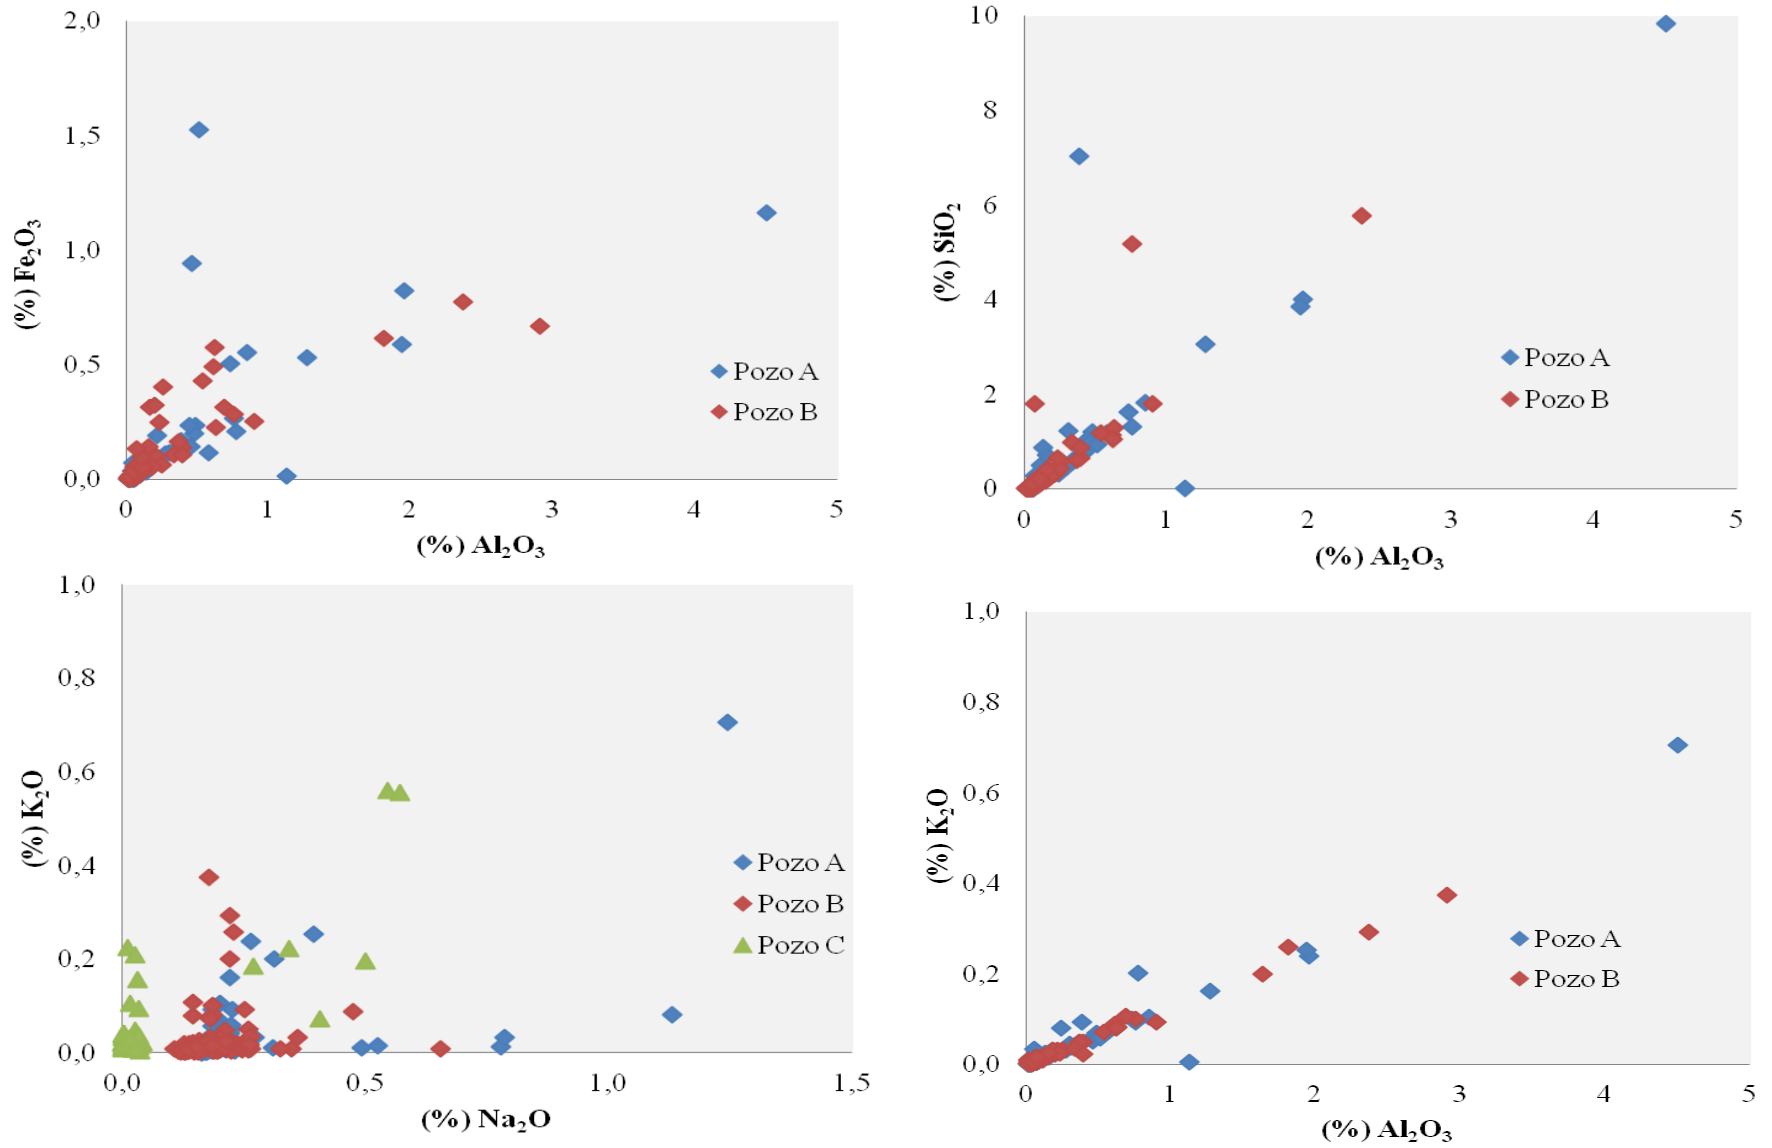 2,0
1,5
1,0
0,5
0,0
(%) Fe₂O₃
0 1 2 3 4 5
(%) Al₂O₃
Pozo A
Pozo B
10
8
6
4
2
0
(%) SiO₂
0 1 2 3 4 5
(%) Al₂O₃
Pozo A
Pozo B
1,0
0,8
0,6
0,4
0,2
0,0
(%) K₂O
0,0 0,5 1,0 1,5
(%) Na₂O
Pozo A
Pozo B
Pozo C
1,0
0,8
0,6
0,4
0,2
0,0
(%) K₂O
0 1 2 3 4 5
(%) Al₂O₃
Pozo A
Pozo B